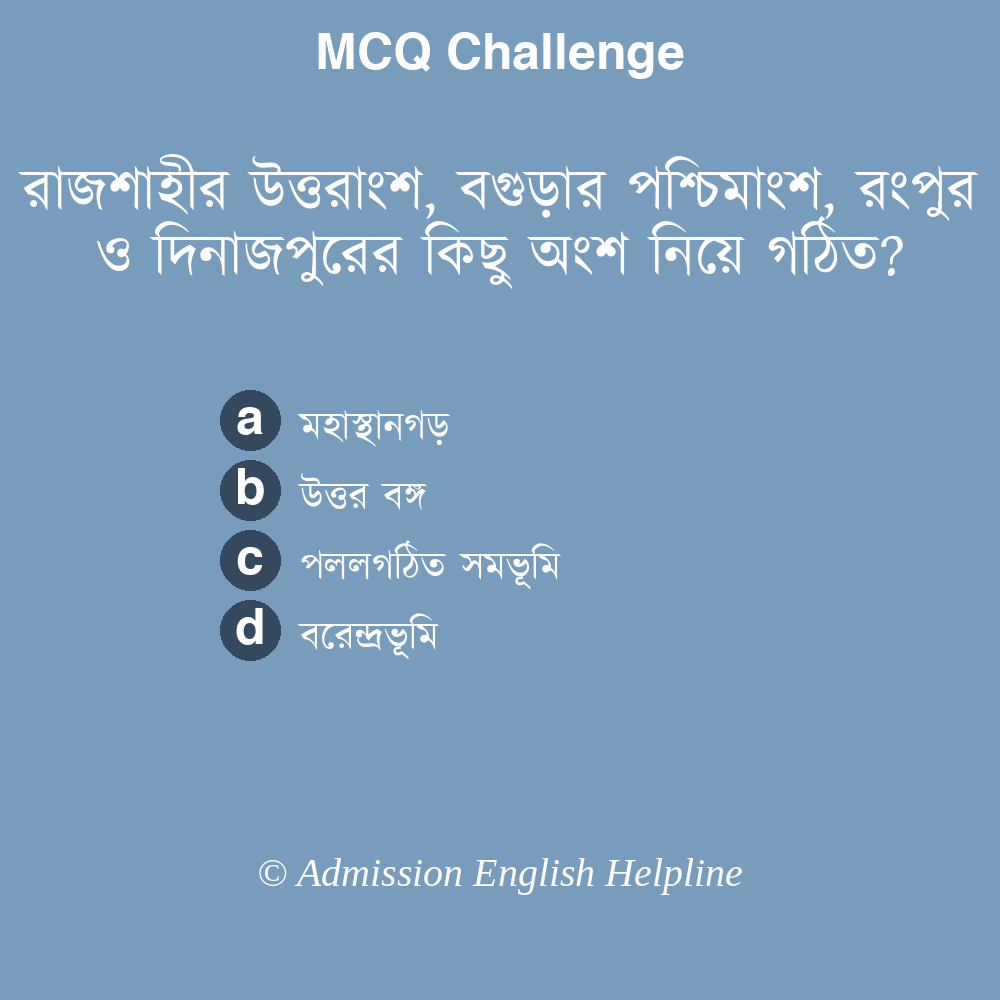 MCQ Challenge
রাজশাহীর উত্তরাংশ, বগুড়ার পশ্চিমাংশ, রংপুর
ও দিনাজপুরের কিছু অংশ নিয়ে গঠিত?
a মহাস্থানগড়
b উত্তর বঙ্গ
c পললগঠিত সমভূমি
d বরেন্দ্রভূমি
© Admission English Helpline